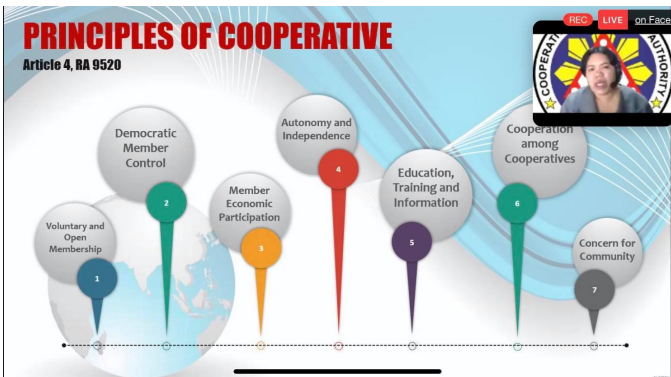 PRINCIPLES OF COOPERATIVE
Article 4, RA 9520
REC
LIVE
on Face
COOPERAT
AUTHORITY
Voluntary and
Open
Membership
1
Democratic
Member
Control
2
Member
Economic
Participation
3
Autonomy and
Independence
4
Education,
Training and
Information
5
Cooperation
among
Cooperatives
6
Concern for
Community
7